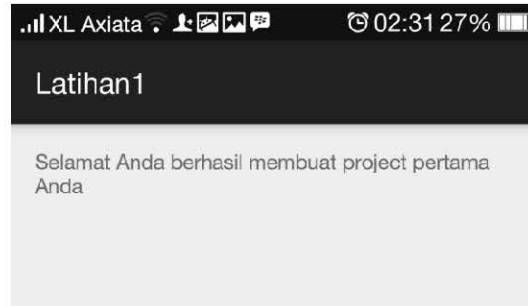 XL Axiata 02:31 27%
Latihan1
Selamat Anda berhasil membuat project pertama
Anda